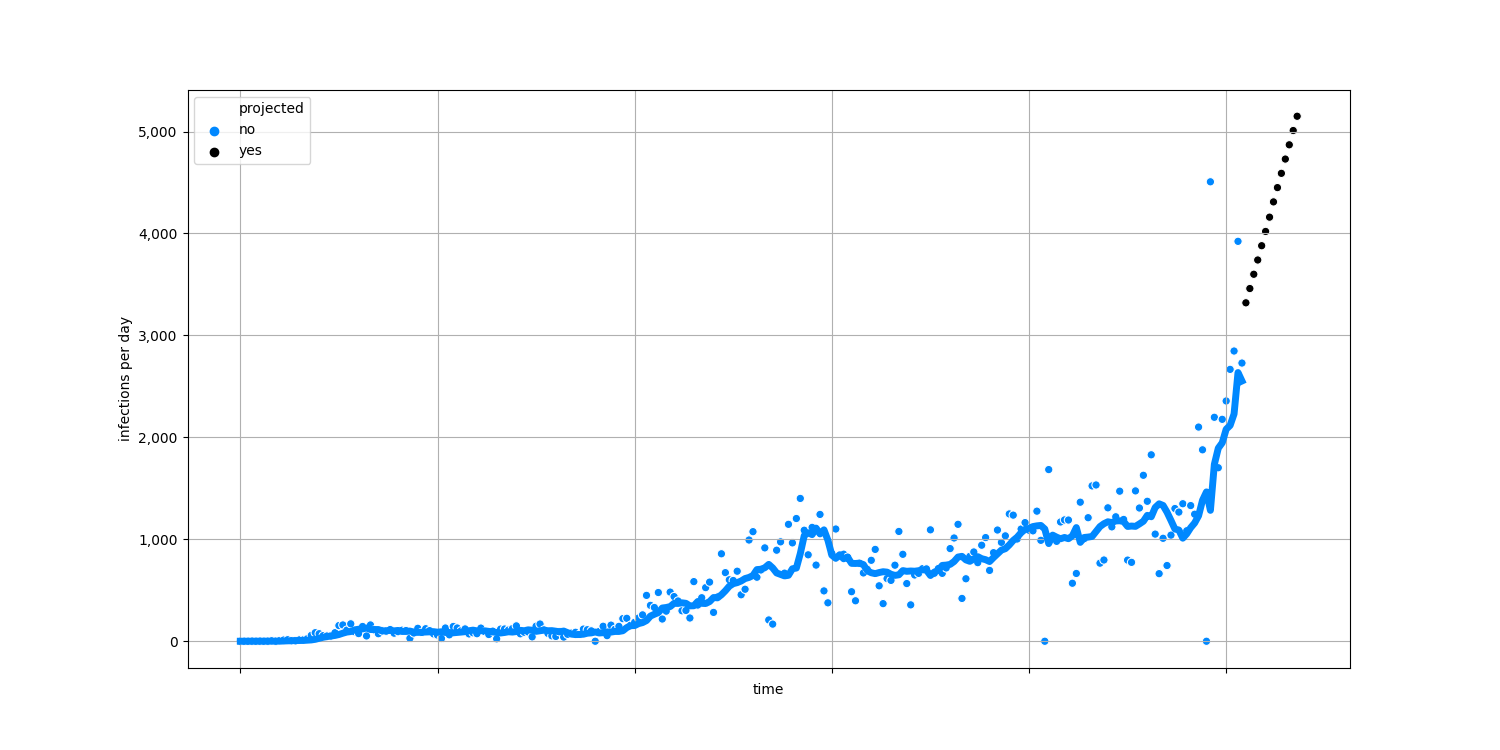 projected
no
yes
5,000
4,000
3,000
2,000
1,000
0
infections per day
time